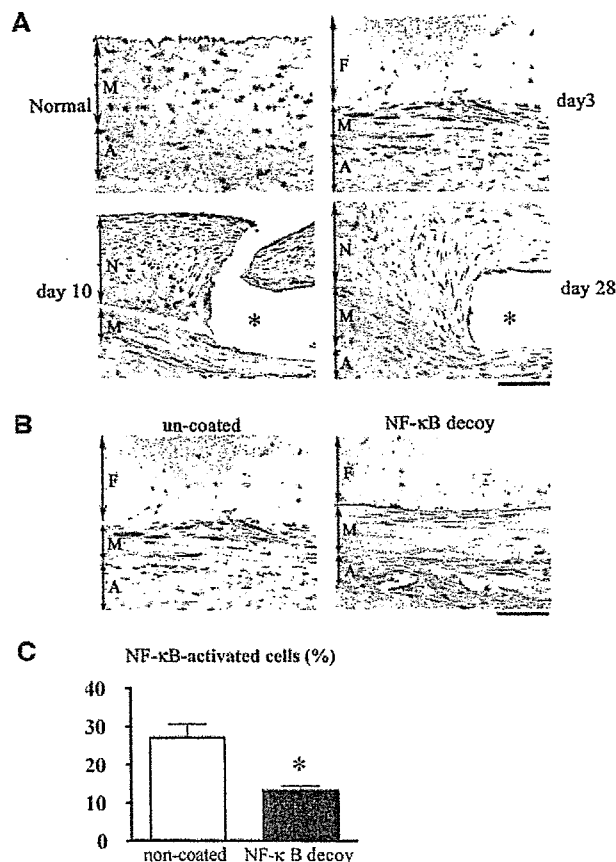 A
Normal
M
A
F
M
A
day3
day 10
N
M
*
N
M
A
*
day 28
B
un-coated
NF-κB decoy
F
M
A
F
M
A
C
NF-κB-activated cells (%)
40
30
20
10
0
*
non-coated
NF-κ B decoy